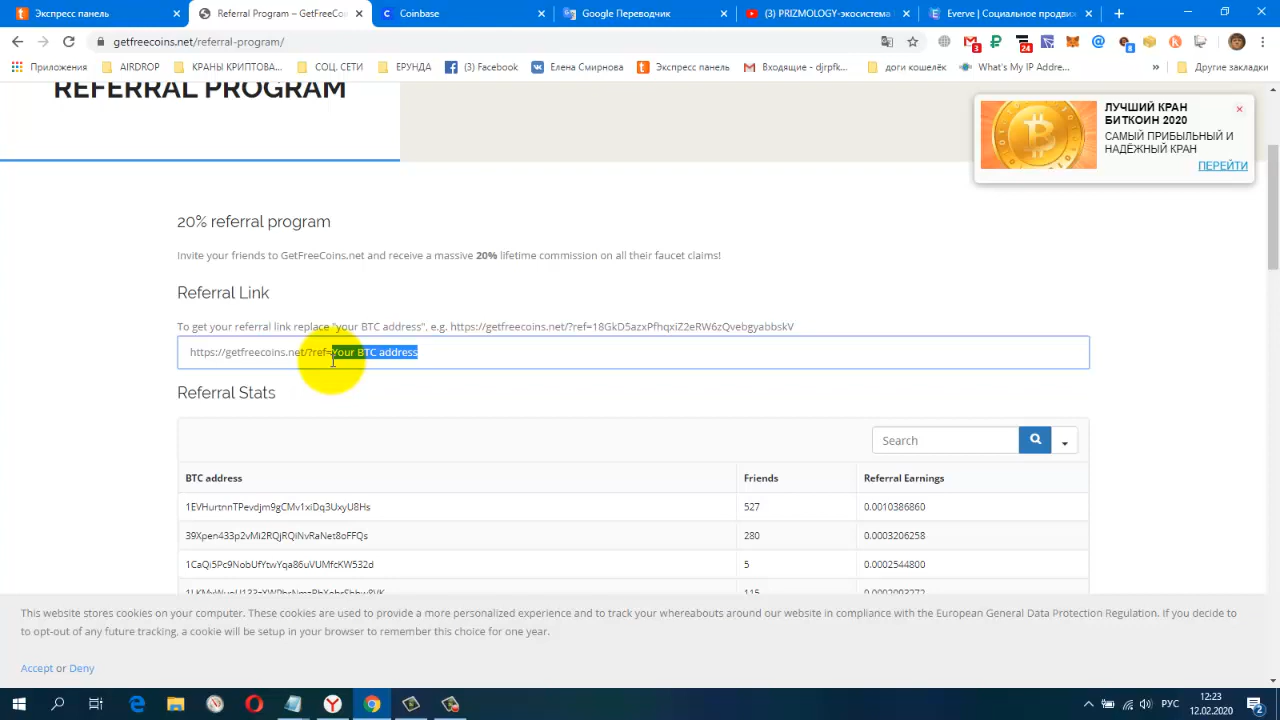 Экспресс панель
Referral Program – GetFreeCoin
Coinbase
Google Переводчик
(3) PRIZMOLOGY-экосистема
Everve | Социальное продвиж
getfreecoins.net/referral-program/
3
24
8
Приложения
AIRDROP
КРАНЫ КРИПТОВА...
СОЦ. СЕТИ
ЕРУНДА
(3) Facebook
Елена Смирнова
Экспресс панель
Входящие - djrpfk...
доги кошелёк
What's My IP Addre...
»
Другие закладки
REFERRAL PROGRAM
ЛУЧШИЙ КРАН
БИТКОИН 2020
САМЫЙ ПРИБЫЛЬНЫЙ И
НАДЁЖНЫЙ КРАН
ПЕРЕЙТИ
20% referral program
Invite your friends to GetFreeCoins.net and receive a massive 20% lifetime commission on all their faucet claims!
Referral Link
To get your referral link replace "your BTC address", e.g. https://getfreecoins.net/?ref=18GkD5azxPfhqxiZ2eRW6zQvebgyabbskV
https://getfreecoins.net/?ref=Your BTC address
Referral Stats
Search
BTC address Friends Referral Earnings
1EVHurtnnTPevdjm9gCMv1xiDq3UxyU8Hs 527 0.0010386860
39Xpen433p2vMi2RQjRQiNvRaNet8oFFQs 280 0.0003206258
1CaQi5Pc9NobUfYtwYqa86uVUMfcKW532d 5 0.0002544800
This website stores cookies on your computer. These cookies are used to provide a more personalized experience and to track your whereabouts around our website in compliance with the European General Data Protection Regulation. If you decide to
to opt-out of any future tracking, a cookie will be setup in your browser to remember this choice for one year.
Accept or Deny
РУС
12:23
12.02.2020
2